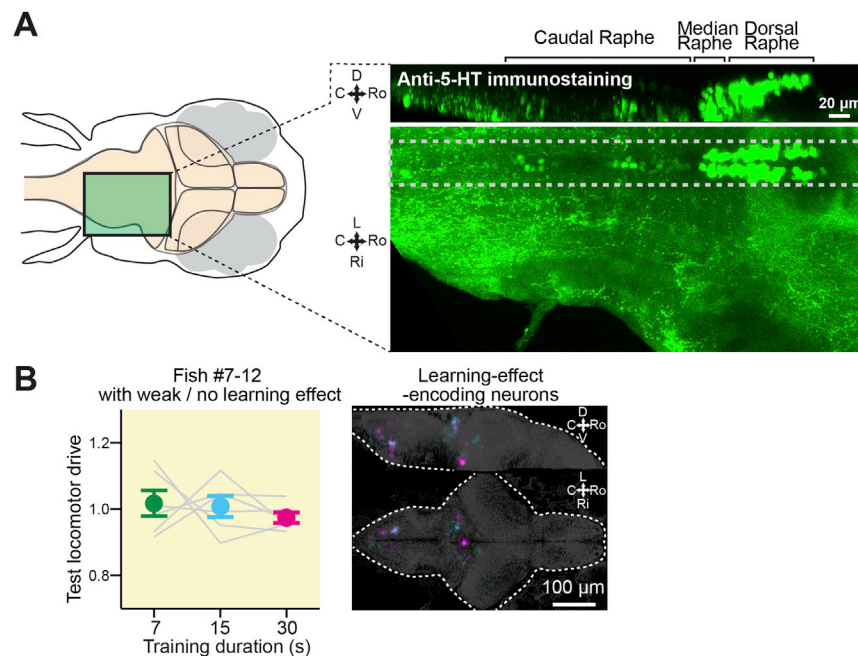 A
Caudal Raphe
Median Raphe
Dorsal Raphe
D
C Ro
V
Anti-5-HT immunostaining
20 μm
L
C Ro
Ri
B
Fish #7-12
with weak / no learning effect
Test locomotor drive
1.2
1.0
0.8
7 15 30
Training duration (s)
Learning-effect
-encoding neurons
D
C Ro
V
L
C Ro
Ri
100 μm